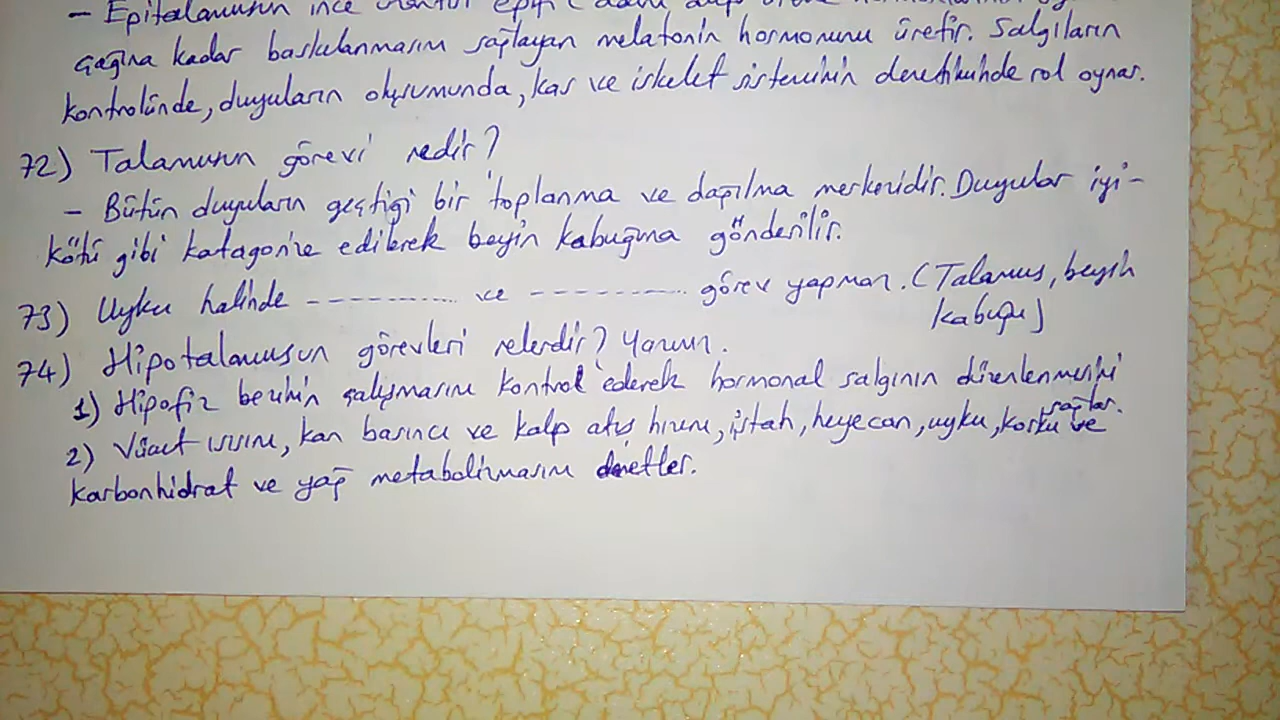 - Epitalamusun ince
çağına kadar baskılanmasını sağlayan melatonin hormonunu üretir. Salgıların
kontrolünde, duyuların oluşumunda, kas ve iskelet sisteminin denetiminde rol oynar.
72) Talamusun görevi nedir?
- Bütün duyuların geçtiği bir toplanma ve dağılma merkezidir. Duyular iyi-
kötü gibi katagorize edilerek beyin kabuğuna gönderilir.
73) Uyku halinde ----------- ve ----------- görev yapmaz. (Talamus, beyin
kabuğu)
74) Hipotalamusun görevleri nelerdir? Yazınız.
1) Hipofiz bezinin çalışmasını kontrol ederek hormonal salgının düzenlenmesini
sağlar.
2) Vücut ısısını, kan basıncı ve kalp atış hızını, iştah, heyecan, uyku, korku ve
karbonhidrat ve yağ metabolizmasını denetler.